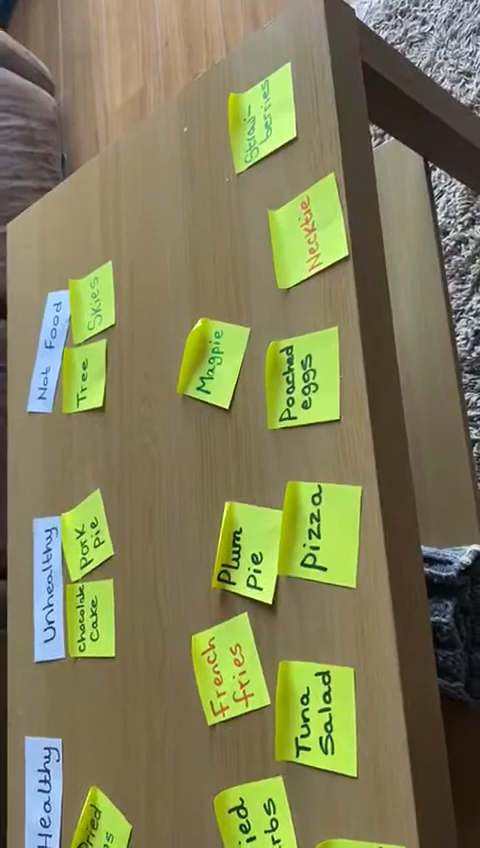 Healthy
Unhealthy
Not Food
Dried
chocolate
cake
Pork
pie
Tree
Skies
French
fries
Plum
Pie
Magpie
Tuna
Salad
Pizza
Poached
eggs
Necktie
Straw-
berries